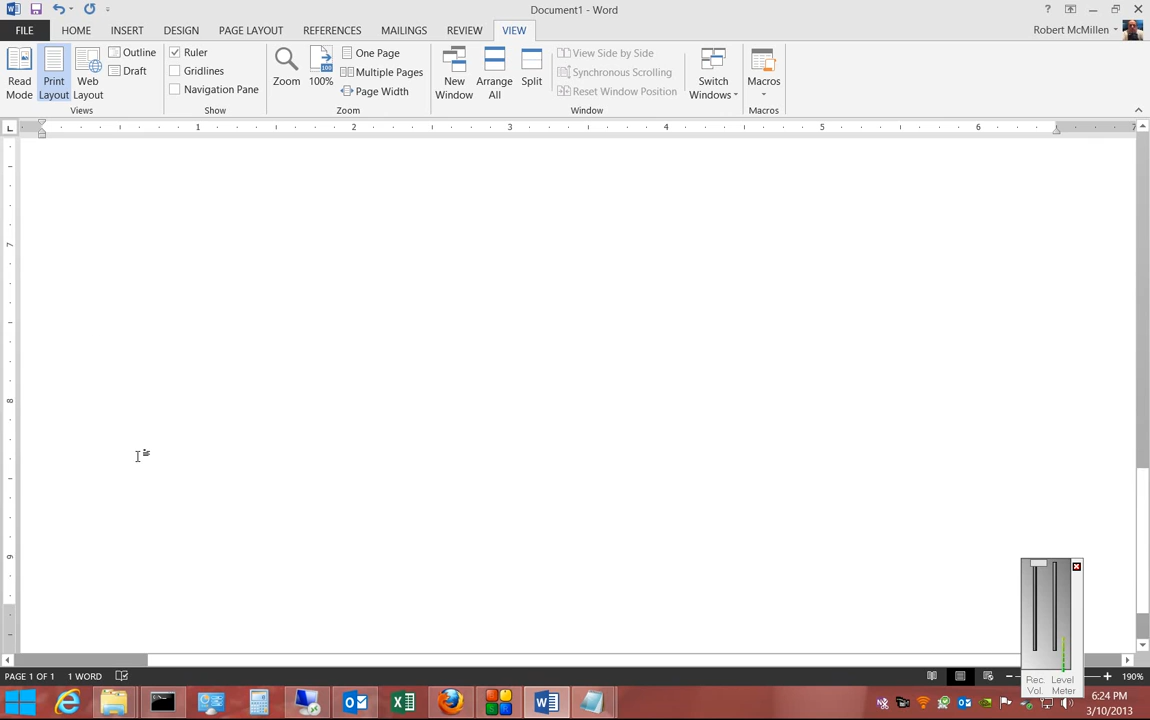 Document1 - Word
FILE HOME INSERT DESIGN PAGE LAYOUT REFERENCES MAILINGS REVIEW VIEW Robert McMillen
Read Mode
Print Layout
Web Layout
Outline
Draft
Views
Ruler
Gridlines
Navigation Pane
Show
Zoom
100
100%
One Page
Multiple Pages
Page Width
Zoom
New Window
Arrange All
Split
View Side by Side
Synchronous Scrolling
Reset Window Position
Window
Switch Windows
Macros
Macros
1 2 3 4 5 6 7
7
8
9
Rec. Vol.
Level Meter
PAGE 1 OF 1 1 WORD 190%
6:24 PM
3/10/2013